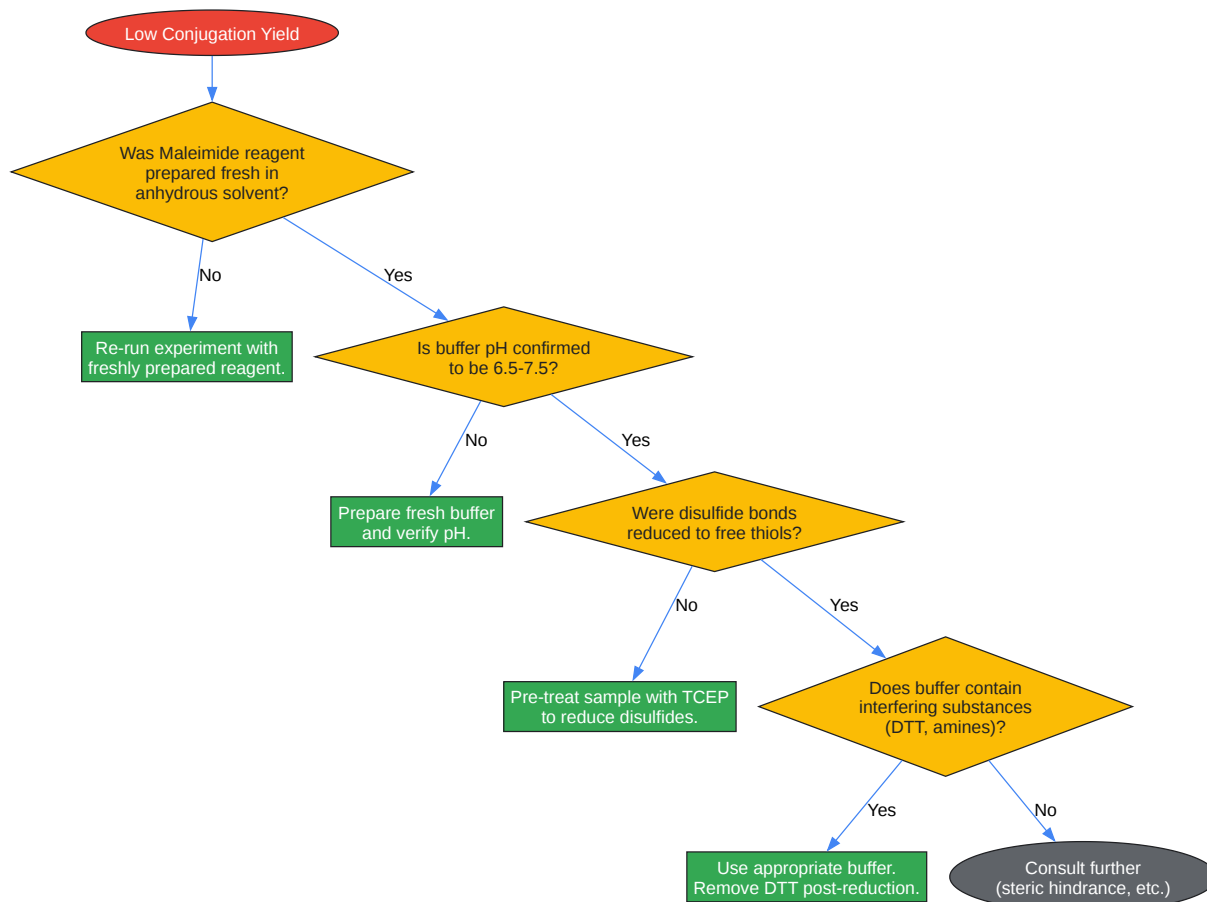 Low Conjugation Yield
Was Maleimide reagent
prepared fresh in
anhydrous solvent?
No
Yes
Re-run experiment with
freshly prepared reagent.
Is buffer pH confirmed
to be 6.5-7.5?
No
Yes
Prepare fresh buffer
and verify pH.
Were disulfide bonds
reduced to free thiols?
No
Yes
Pre-treat sample with TCEP
to reduce disulfides.
Does buffer contain
interfering substances
(DTT, amines)?
Yes
No
Use appropriate buffer.
Remove DTT post-reduction.
Consult further
(steric hindrance, etc.)